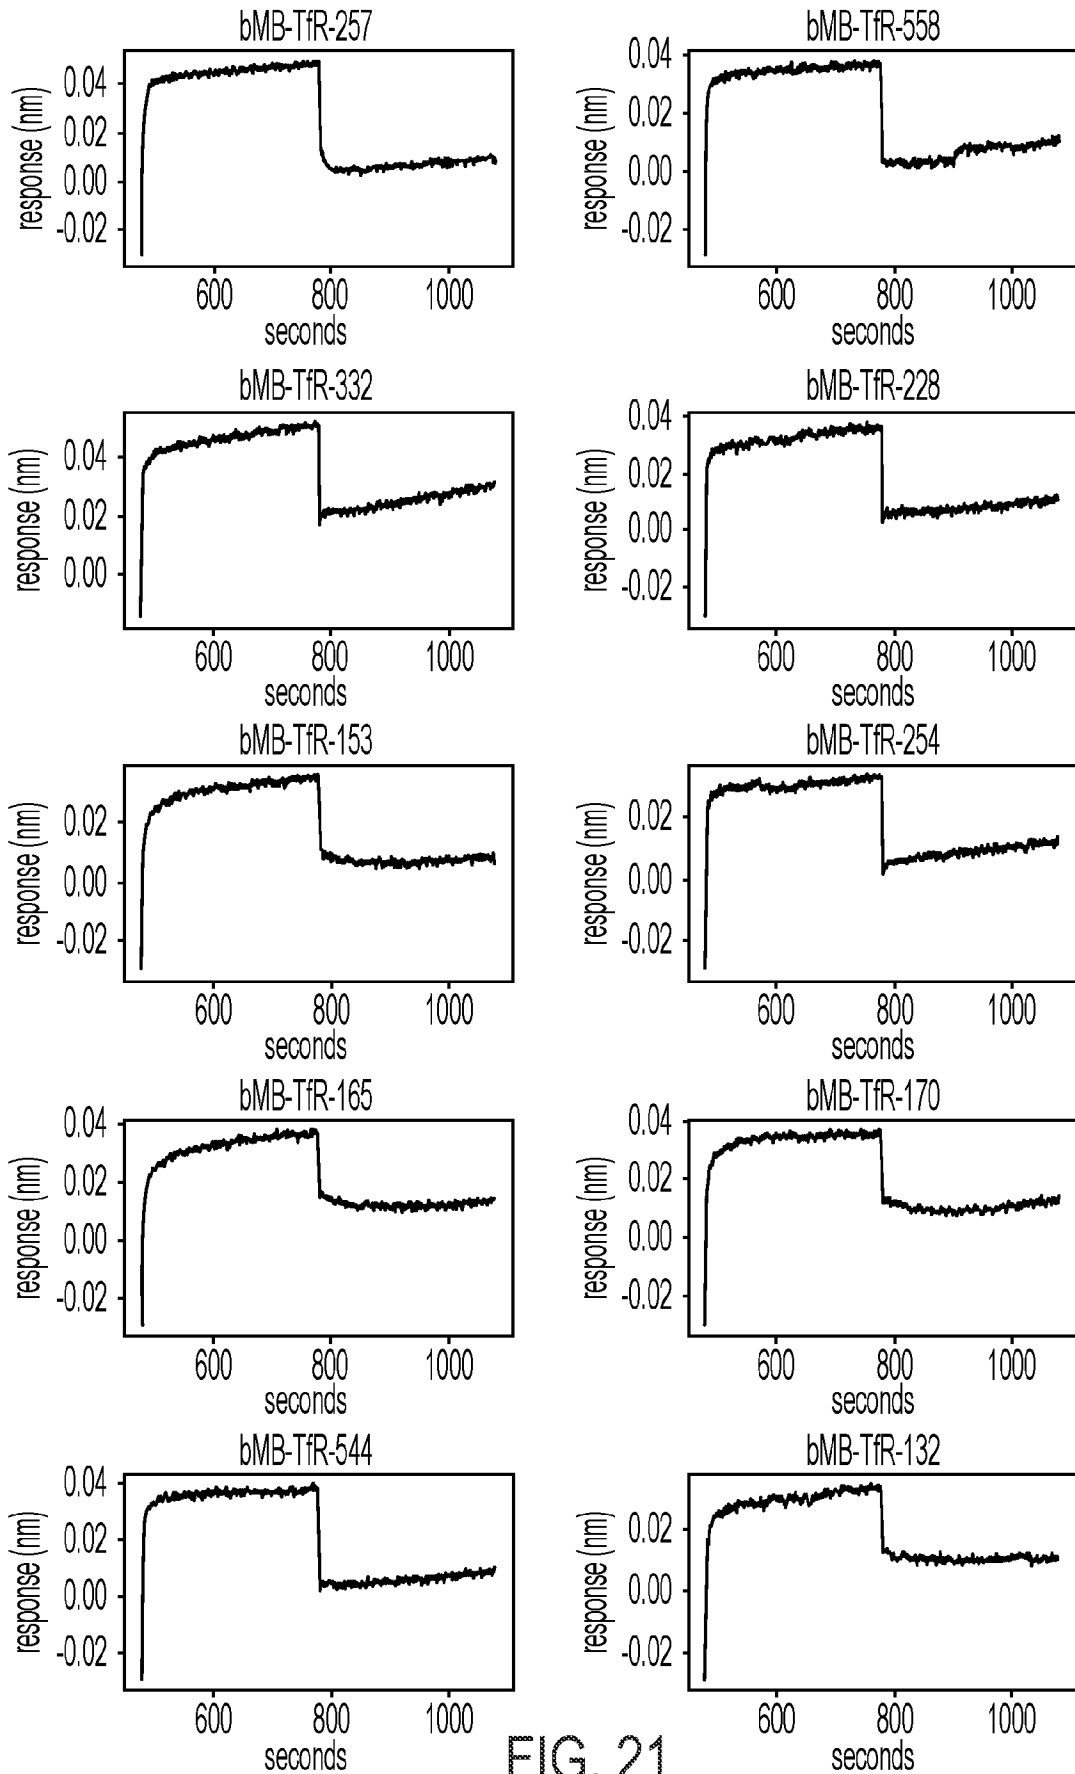 bMB-TfR-257
response (nm)
0.04
0.02
0.00
-0.02
600 800 1000
seconds
bMB-TfR-558
response (nm)
0.04
0.02
0.00
-0.02
600 800 1000
seconds
bMB-TfR-332
response (nm)
0.04
0.02
0.00
600 800 1000
seconds
bMB-TfR-228
response (nm)
0.04
0.02
0.00
-0.02
600 800 1000
seconds
bMB-TfR-153
response (nm)
0.02
0.00
-0.02
600 800 1000
seconds
bMB-TfR-254
response (nm)
0.02
0.00
-0.02
600 800 1000
seconds
bMB-TfR-165
response (nm)
0.04
0.02
0.00
-0.02
600 800 1000
seconds
bMB-TfR-170
response (nm)
0.04
0.02
0.00
-0.02
600 800 1000
seconds
bMB-TfR-544
response (nm)
0.04
0.02
0.00
-0.02
600 800 1000
seconds
bMB-TfR-132
response (nm)
0.02
0.00
-0.02
600 800 1000
seconds
FIG. 21